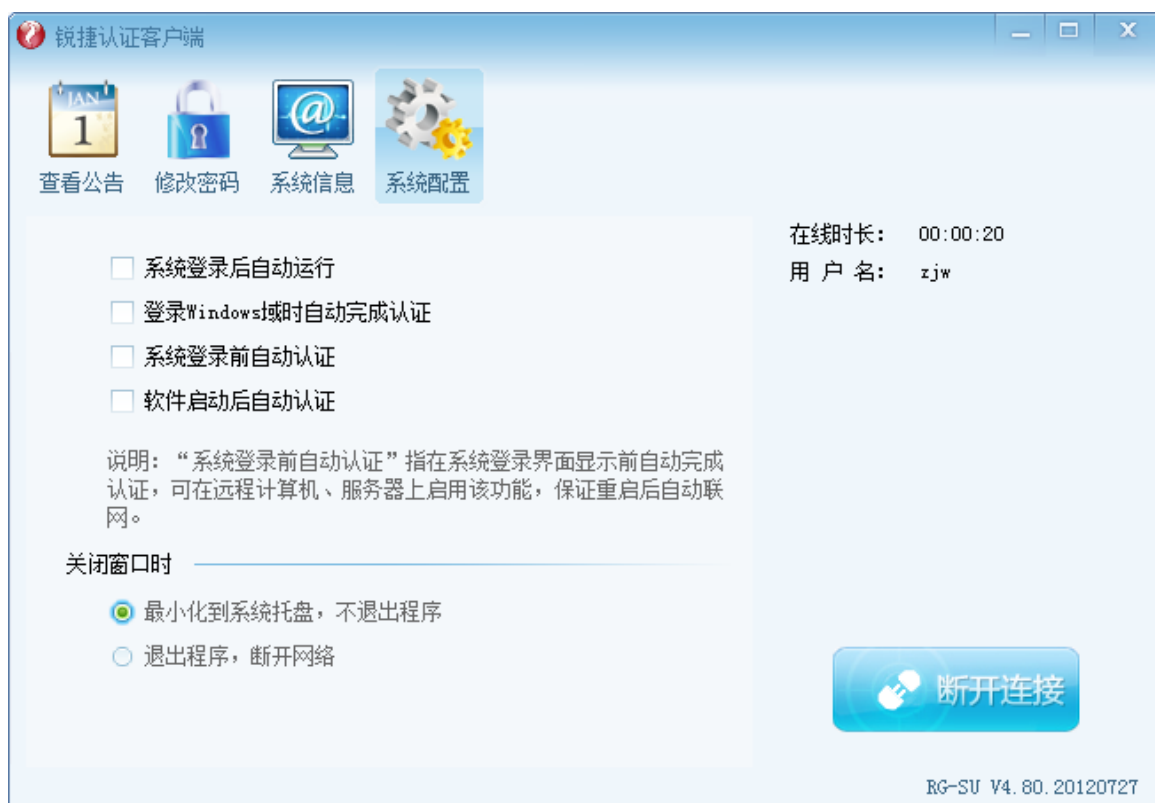 锐捷认证客户端
JAN
1
查看公告 修改密码 系统信息 系统配置
在线时长： 00:00:20
用 户 名： zjw
系统登录后自动运行
登录Windows域时自动完成认证
系统登录前自动认证
软件启动后自动认证
说明：“系统登录前自动认证”指在系统登录界面显示前自动完成
认证，可在远程计算机、服务器上启用该功能，保证重启后自动联
网。
关闭窗口时
最小化到系统托盘，不退出程序
退出程序，断开网络
断开连接
RG-SU V4.80.20120727